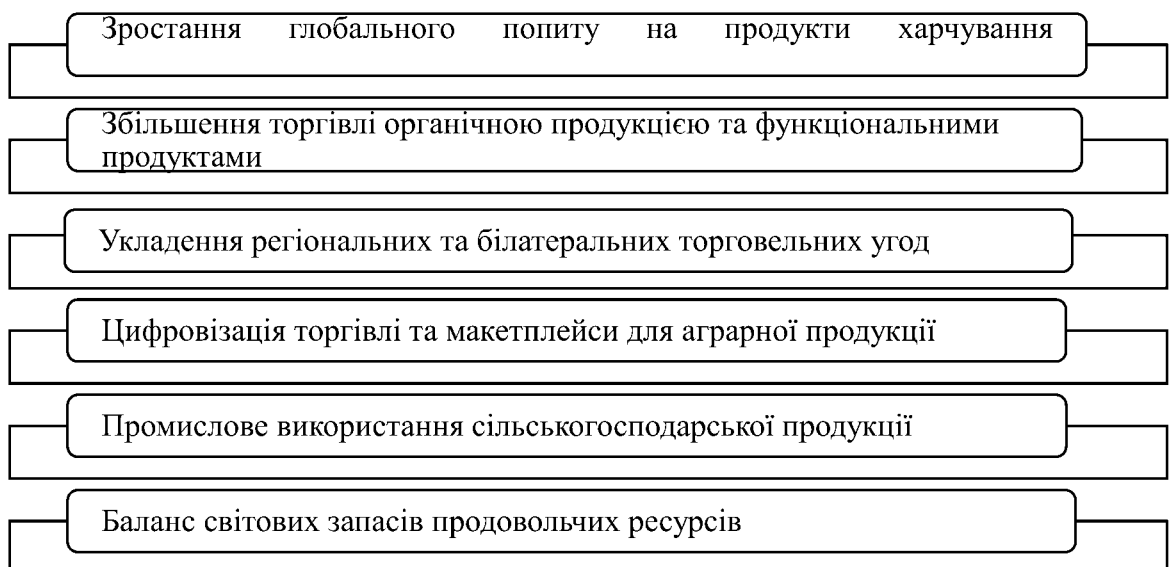 Зростання глобального попиту на продукти харчування
Збільшення торгівлі органічною продукцією та функціональними
продуктами
Укладення регіональних та білатеральних торговельних угод
Цифровізація торгівлі та макетплейси для аграрної продукції
Промислове використання сільськогосподарської продукції
Баланс світових запасів продовольчих ресурсів